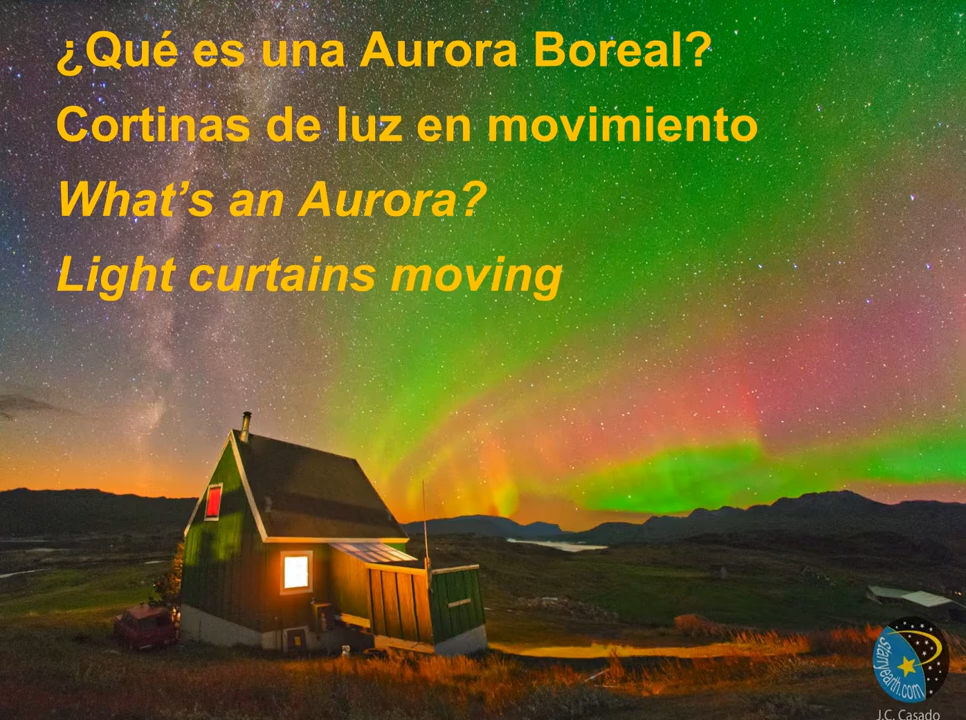 ¿Qué es una Aurora Boreal?
Cortinas de luz en movimiento
What’s an Aurora?
Light curtains moving
starryearth.com
J.C. Casado